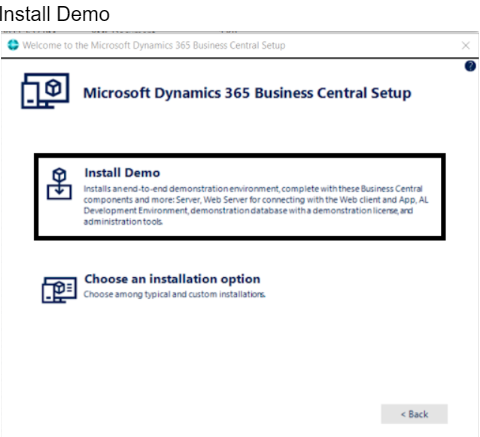 Install Demo
Welcome to the Microsoft Dynamics 365 Business Central Setup
Microsoft Dynamics 365 Business Central Setup
Install Demo
Installs an end-to-end demonstration environment, complete with these Business Central
components and more: Server, Web Server for connecting with the Web client and App, AL
Development Environment, demonstration database with a demonstration license, and
administration tools.
Choose an installation option
Choose among typical and custom installations.
< Back